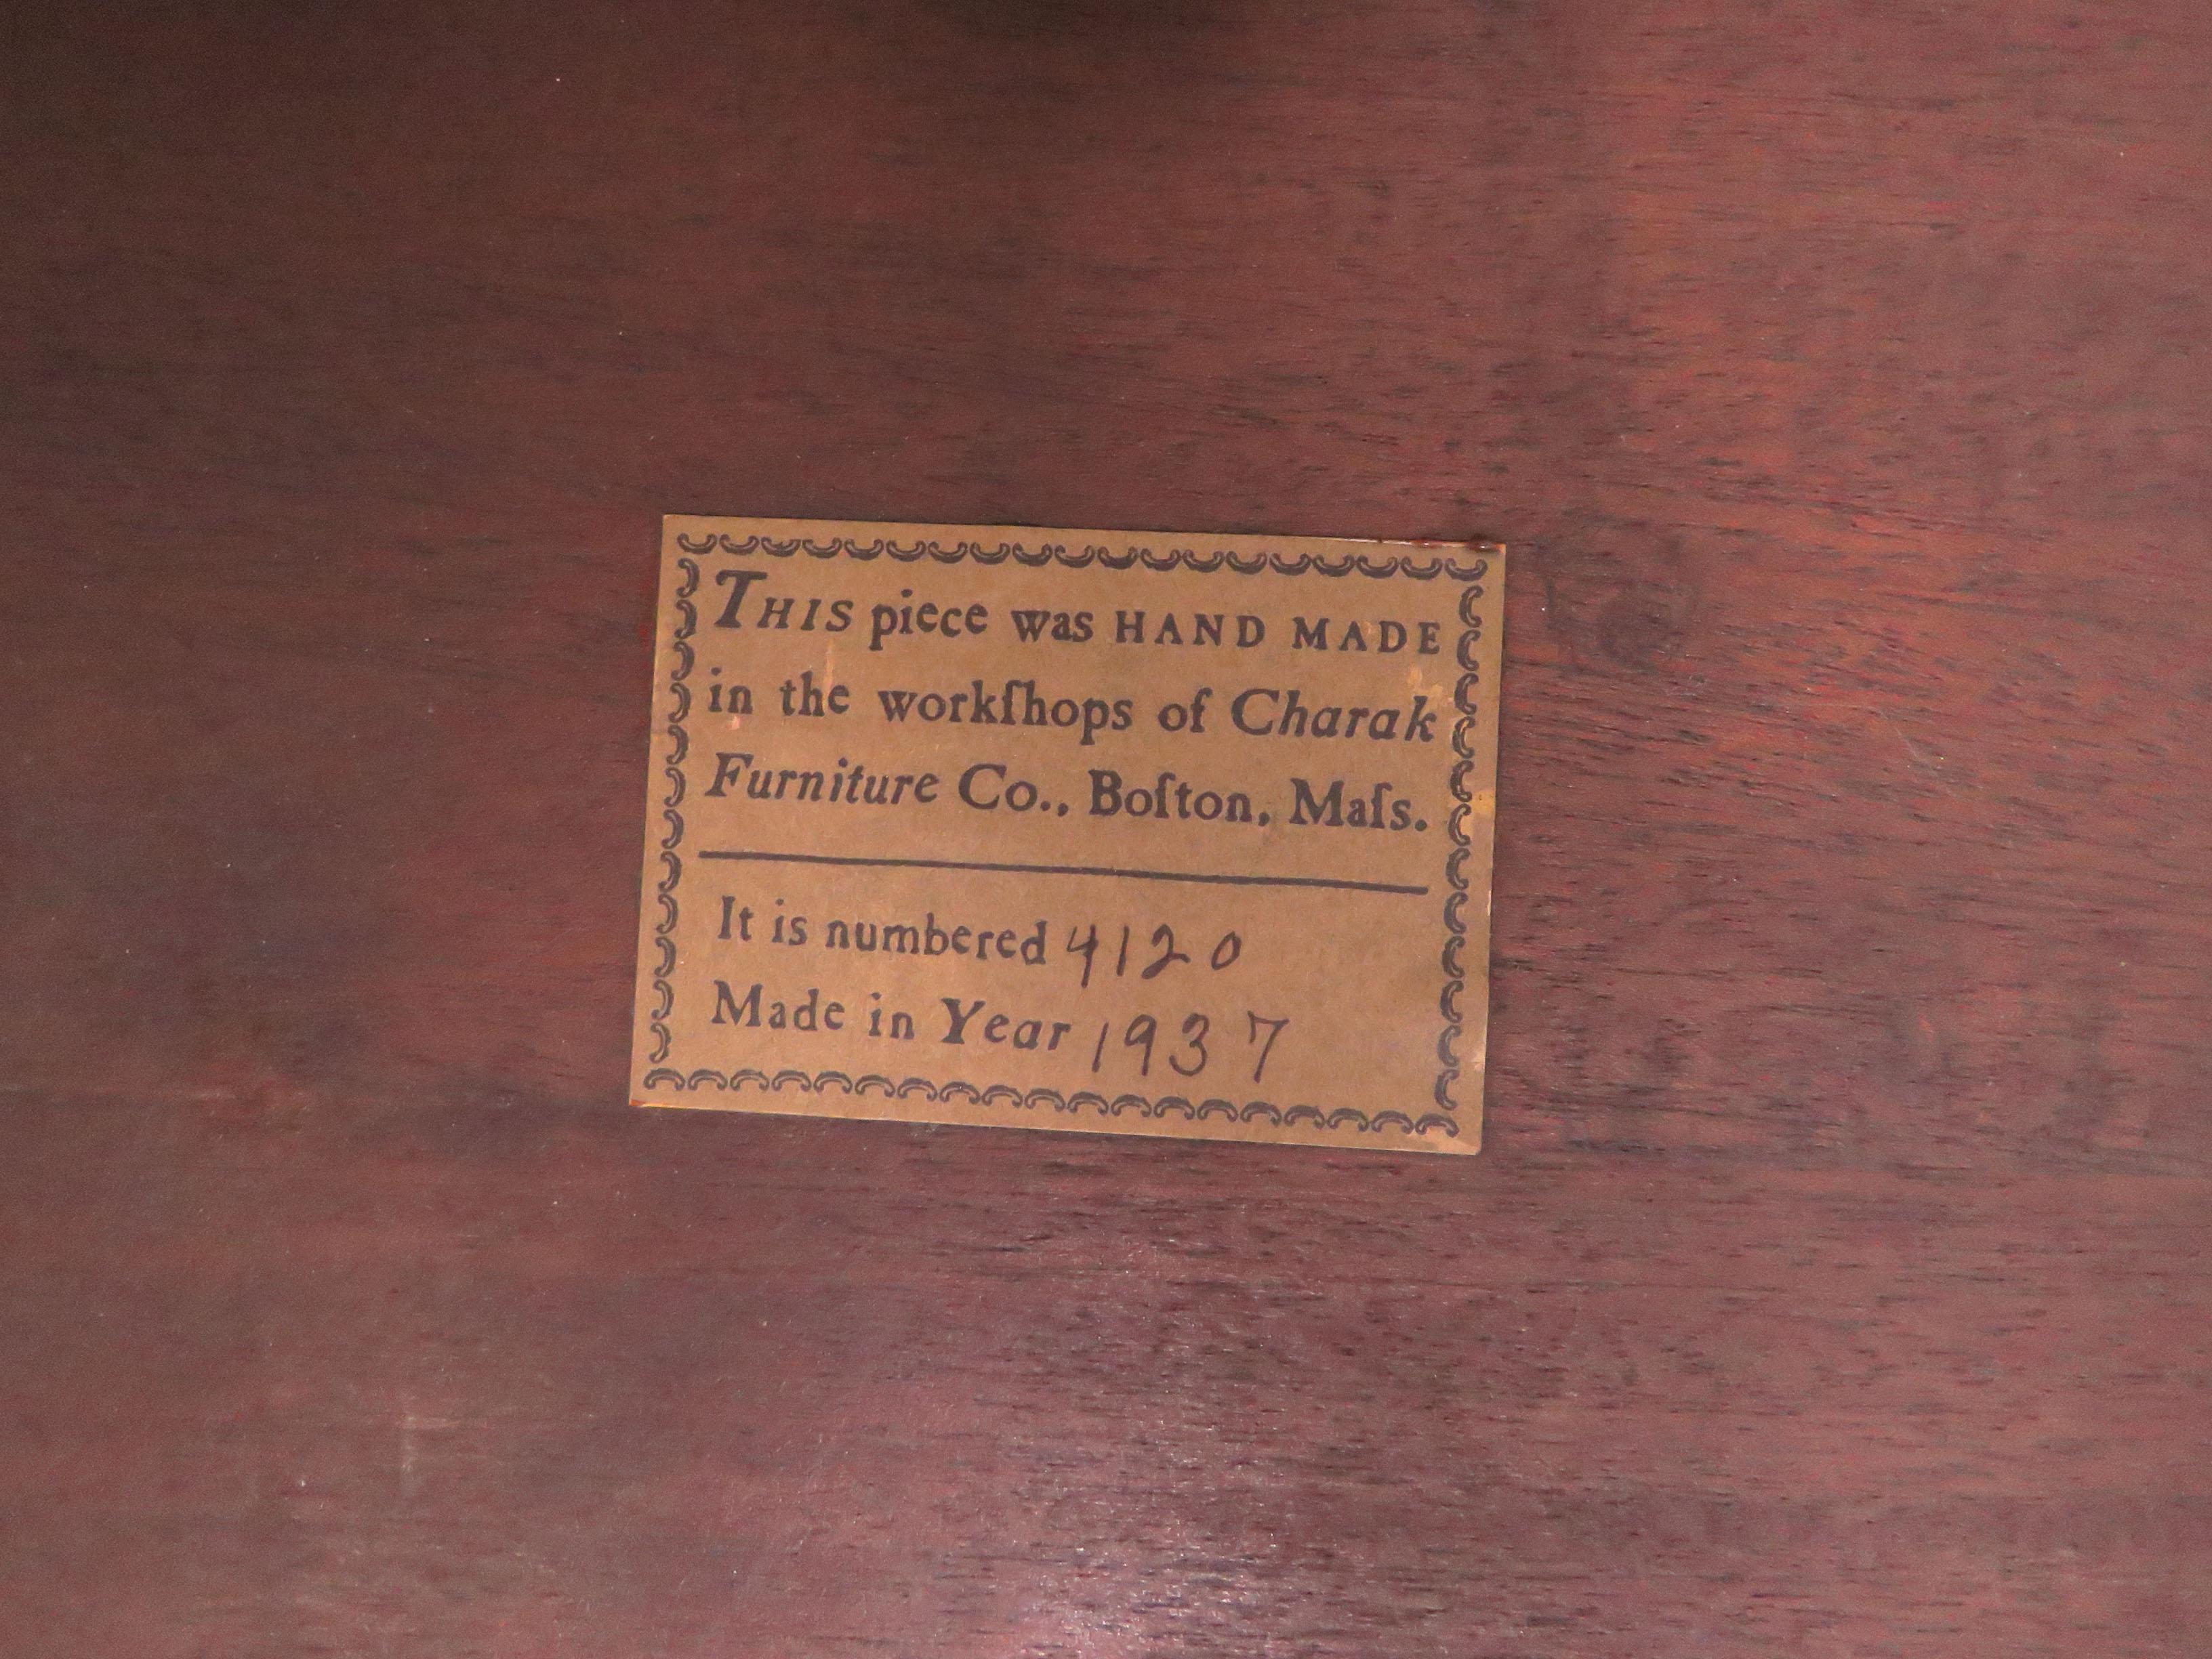 THIS piece was HAND MADE
in the workſhops of Charak
Furniture Co., Boſton, Maſs.
It is numbered 4120
Made in Year 1937